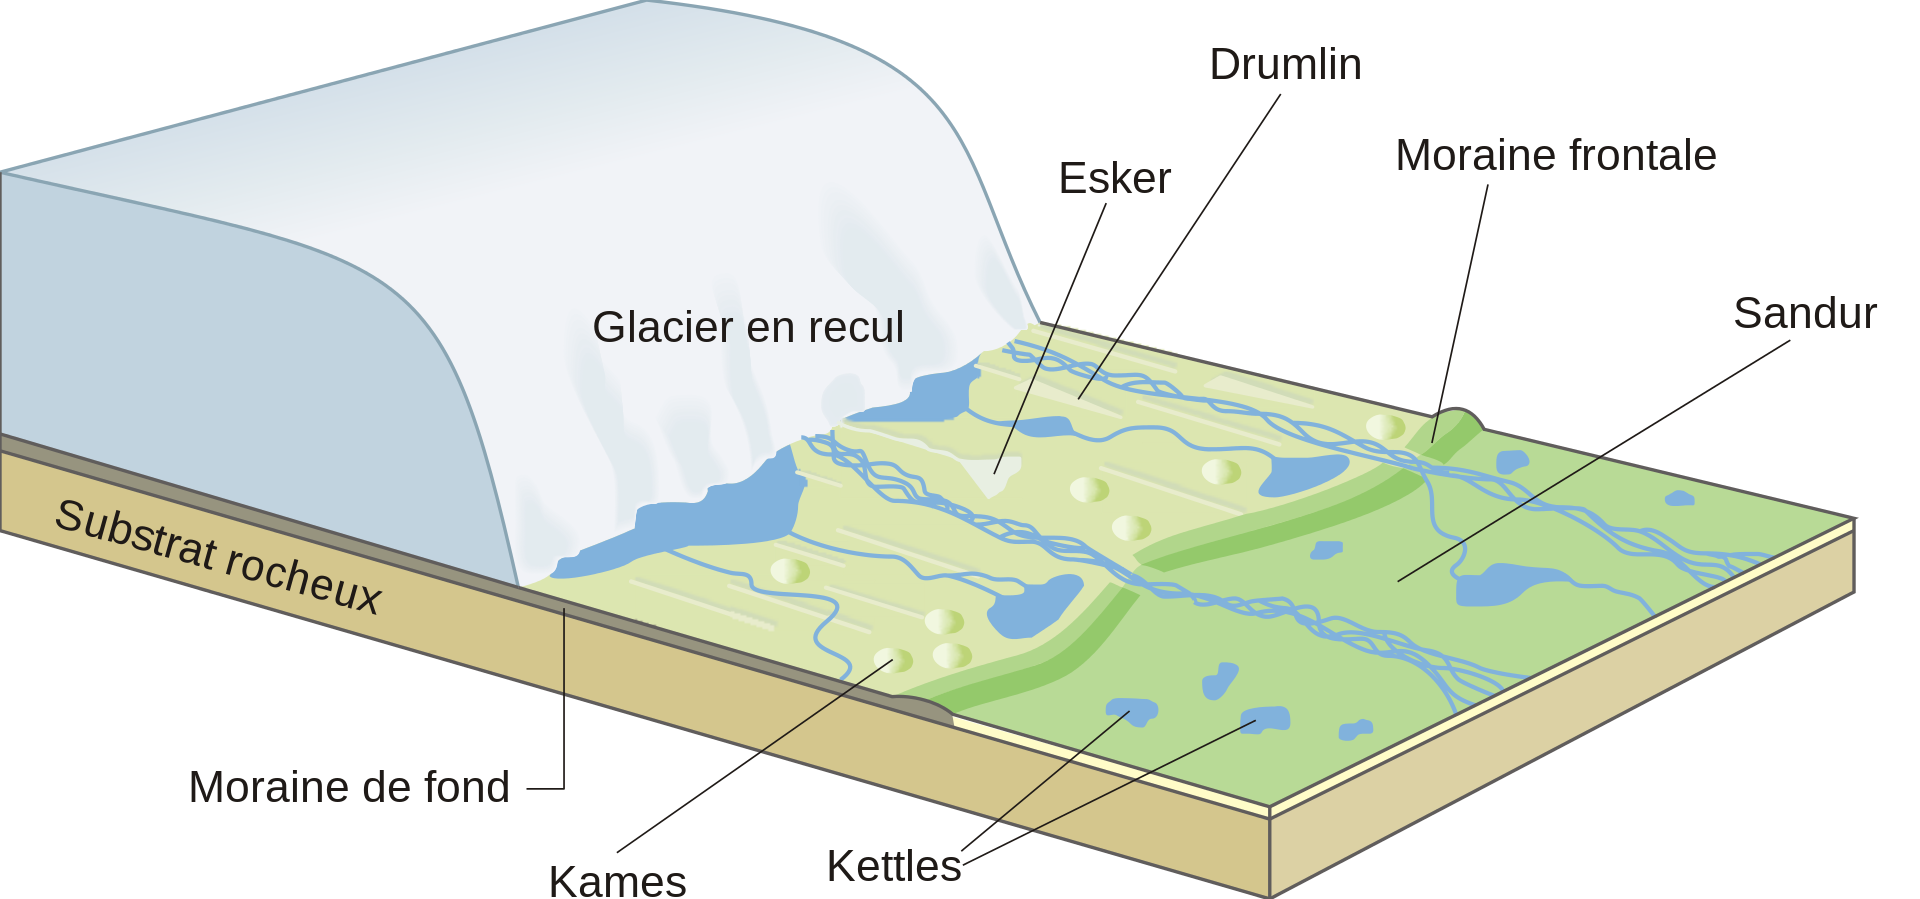 Drumlin
Moraine frontale
Esker
Sandur
Glacier en recul
Substrat rocheux
Moraine de fond
Kames
Kettles